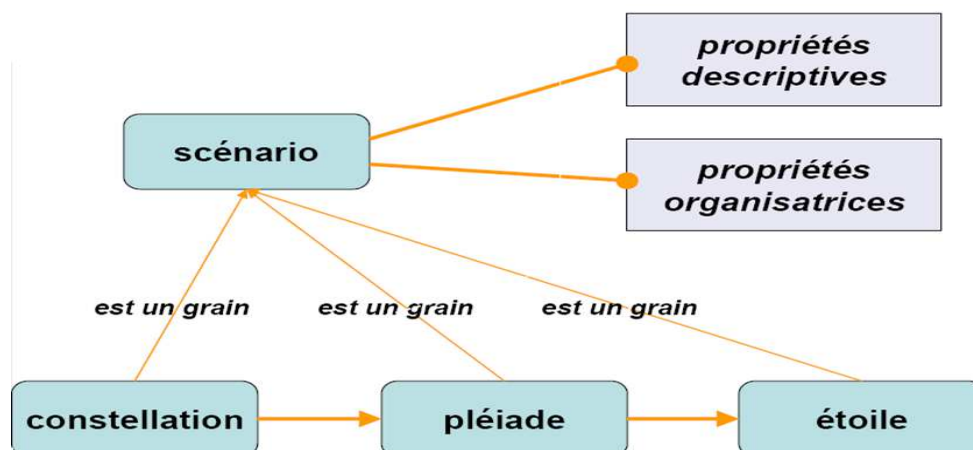 propriétés
descriptives
scénario
propriétés
organisatrices
est un grain
est un grain
est un grain
constellation
pléiade
étoile